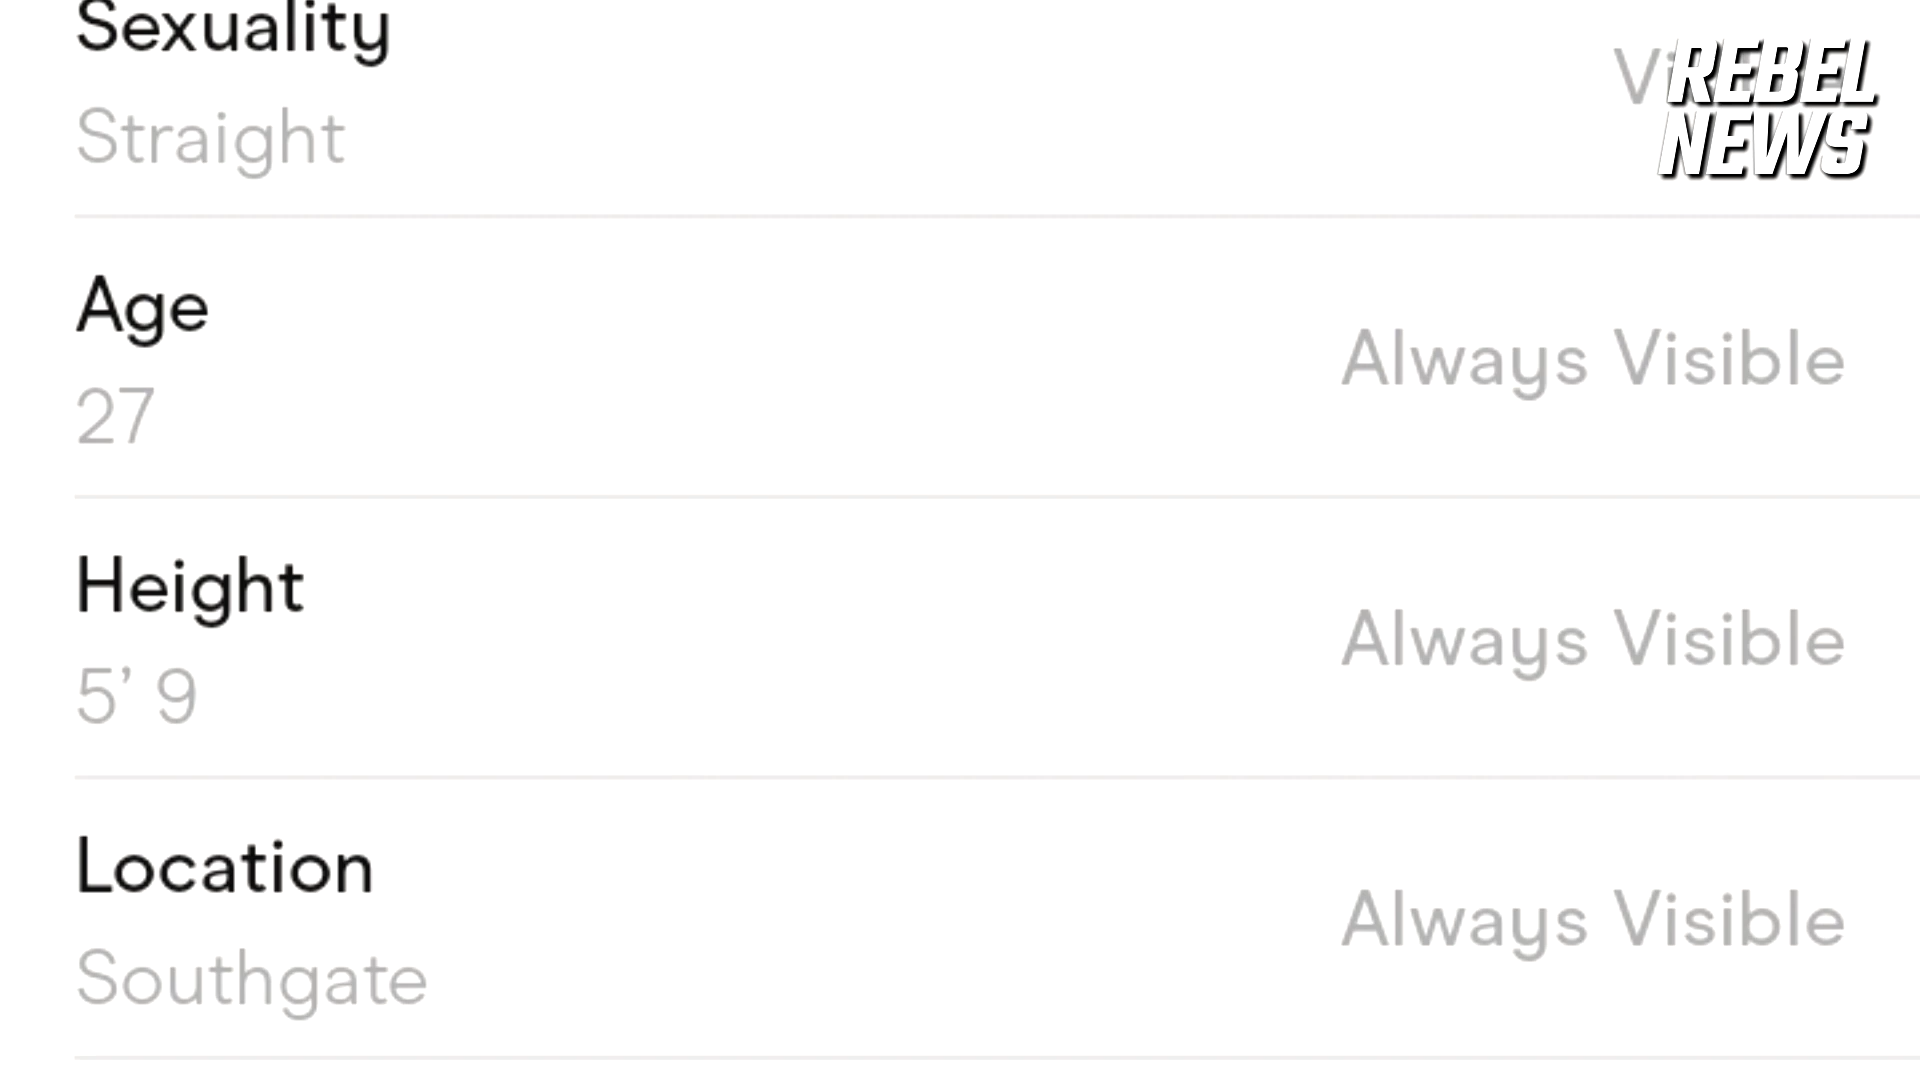 Sexuality
Straight
REBEL
NEWS
Age
27
Always Visible
Height
5’ 9
Always Visible
Location
Southgate
Always Visible